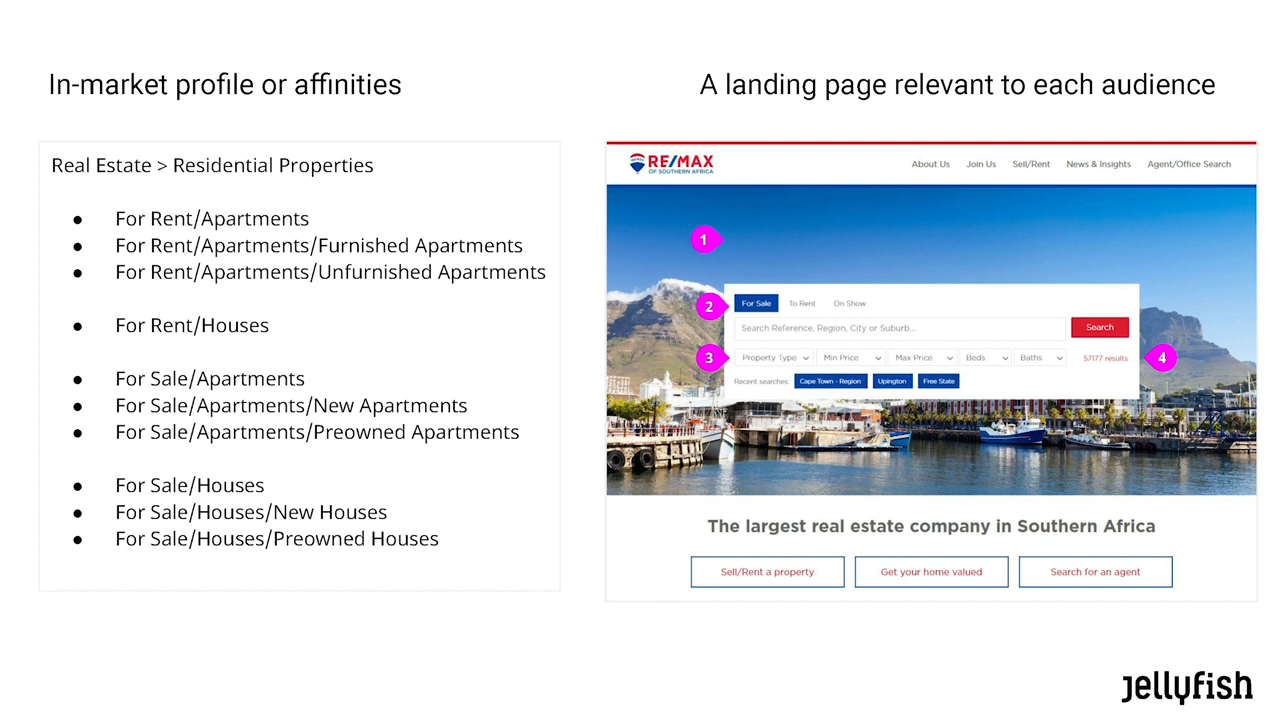 In-market profile or affinities
A landing page relevant to each audience
Real Estate > Residential Properties
● For Rent/Apartments
● For Rent/Apartments/Furnished Apartments
● For Rent/Apartments/Unfurnished Apartments
● For Rent/Houses
● For Sale/Apartments
● For Sale/Apartments/New Apartments
● For Sale/Apartments/Preowned Apartments
● For Sale/Houses
● For Sale/Houses/New Houses
● For Sale/Houses/Preowned Houses
RE/MAX
OF SOUTHERN AFRICA
About Us Join Us Sell/Rent News & Insights Agent/Office Search
1
2 For Sale To Rent On Show
Search Reference, Region, City or Suburb... Search
3 Property Type Min Price Max Price Beds Baths 57177 results 4
Recent searches: Cape Town - Region Upington Free State
The largest real estate company in Southern Africa
Sell/Rent a property Get your home valued Search for an agent
jellyfish